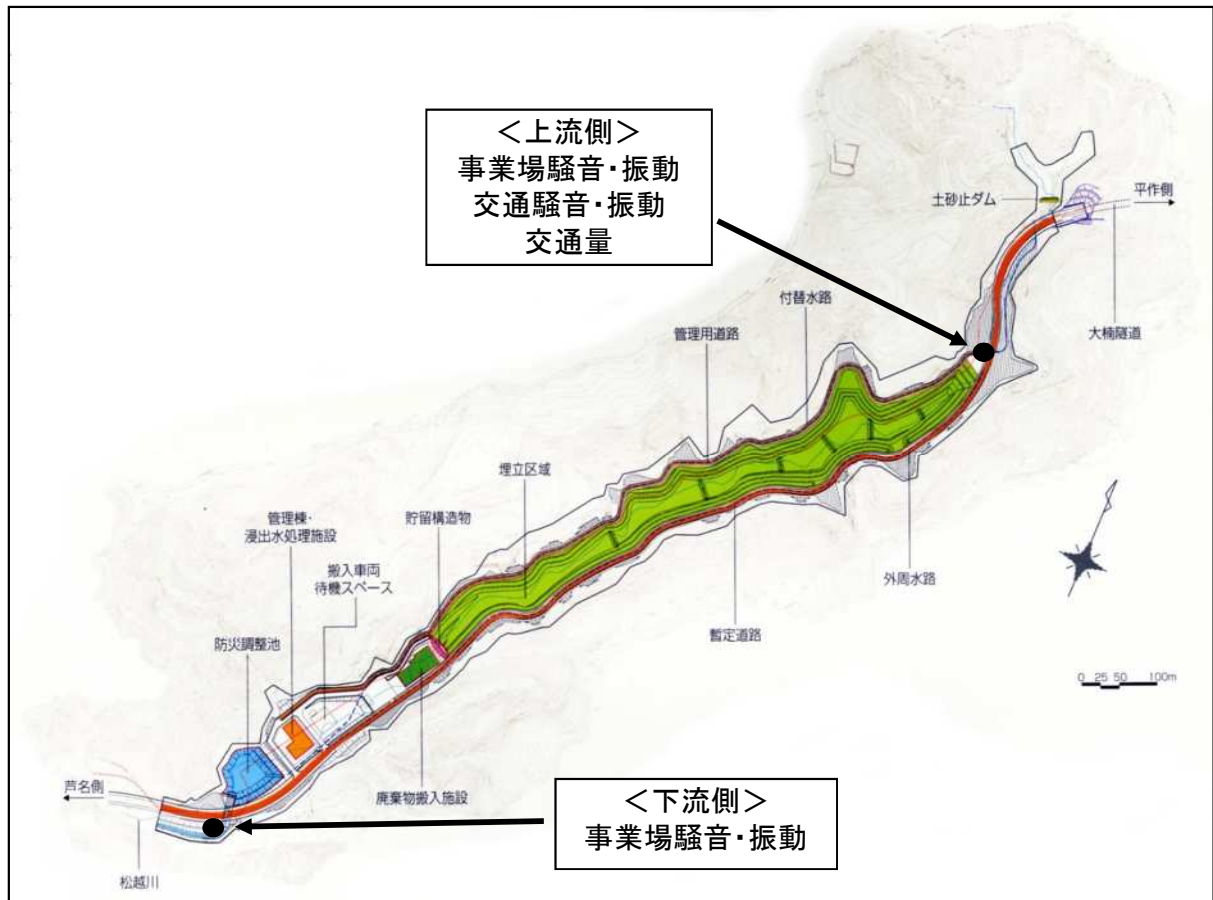 ＜上流側＞
事業場騒音・振動
交通騒音・振動
交通量
土砂止ダム
平作側
付替水路
管理用道路
大楠隧道
埋立区域
貯留構造物
管理棟・
浸出水処理施設
搬入車両
待機スペース
防災調整池
外周水路
暫定道路
0 25 50 100m
芦名側
廃棄物搬入施設
＜下流側＞
事業場騒音・振動
松越川